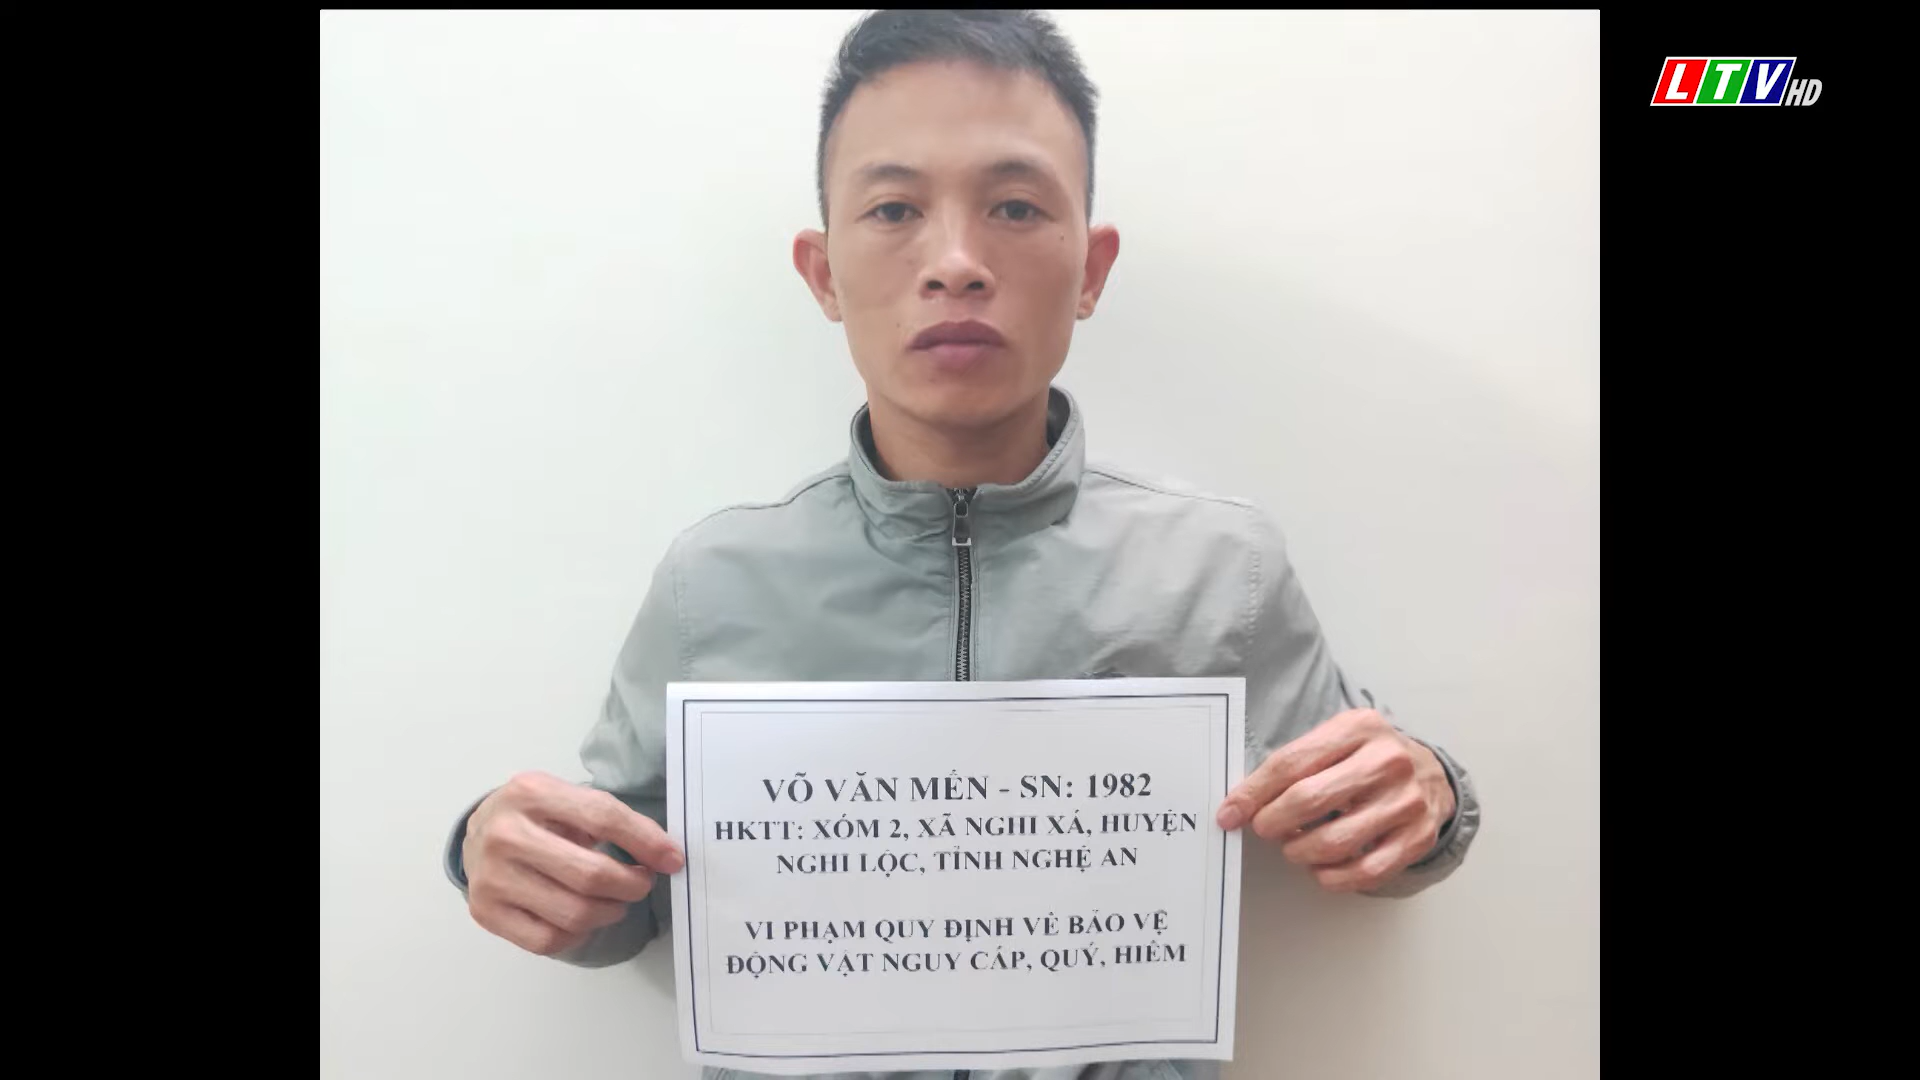 LTV HD
VÕ VĂN MẾN - SN: 1982
HKTT: XÓM 2, XÃ NGHI XÁ, HUYỆN
NGHI LỘC, TỈNH NGHỆ AN
VI PHẠM QUY ĐỊNH VỀ BẢO VỆ
ĐỘNG VẬT NGUY CẤP, QUÝ, HIẾM